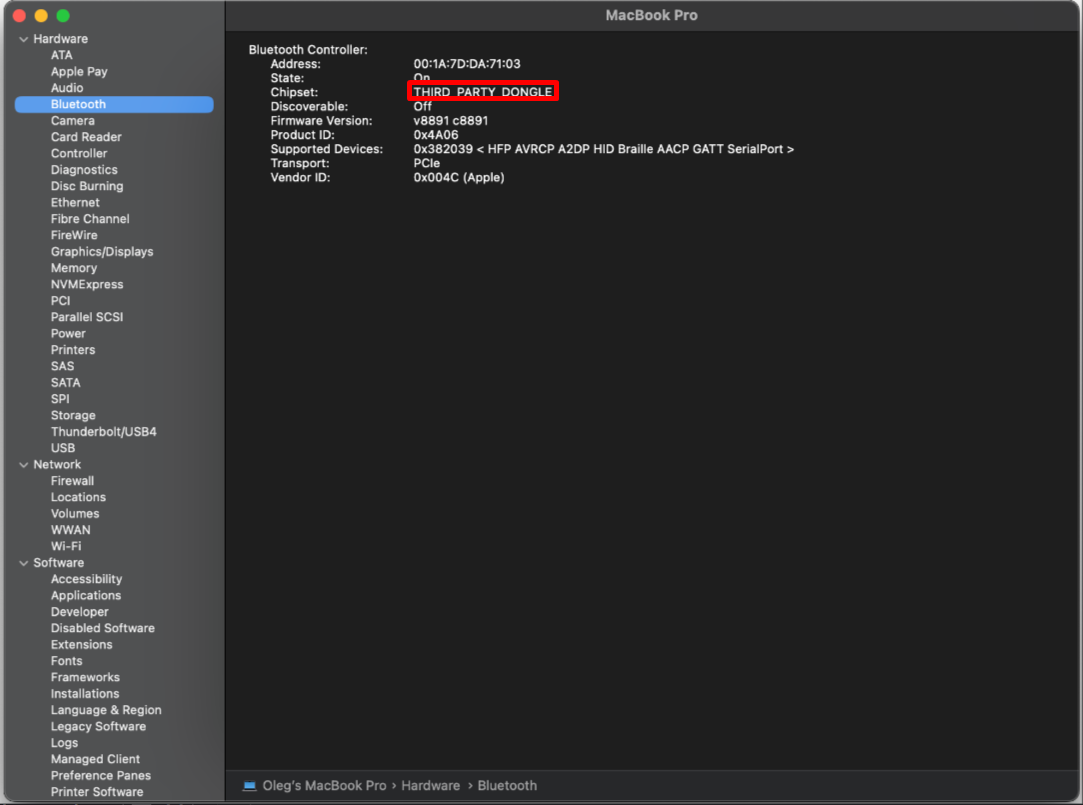 MacBook Pro
Hardware
ATA
Apple Pay
Audio
Bluetooth
Camera
Card Reader
Controller
Diagnostics
Disc Burning
Ethernet
Fibre Channel
FireWire
Graphics/Displays
Memory
NVMExpress
PCI
Parallel SCSI
Power
Printers
SAS
SATA
SPI
Storage
Thunderbolt/USB4
USB
Network
Firewall
Locations
Volumes
WWAN
Wi-Fi
Software
Accessibility
Applications
Developer
Disabled Software
Extensions
Fonts
Frameworks
Installations
Language & Region
Legacy Software
Logs
Managed Client
Preference Panes
Printer Software
Bluetooth Controller:
Address: 00:1A:7D:DA:71:03
State: On
Chipset: THIRD_PARTY_DONGLE
Discoverable: Off
Firmware Version: v8891 c8891
Product ID: 0x4A06
Supported Devices: 0x382039 < HFP AVRCP A2DP HID Braille AACP GATT SerialPort >
Transport: PCIe
Vendor ID: 0x004C (Apple)
Oleg's MacBook Pro › Hardware › Bluetooth